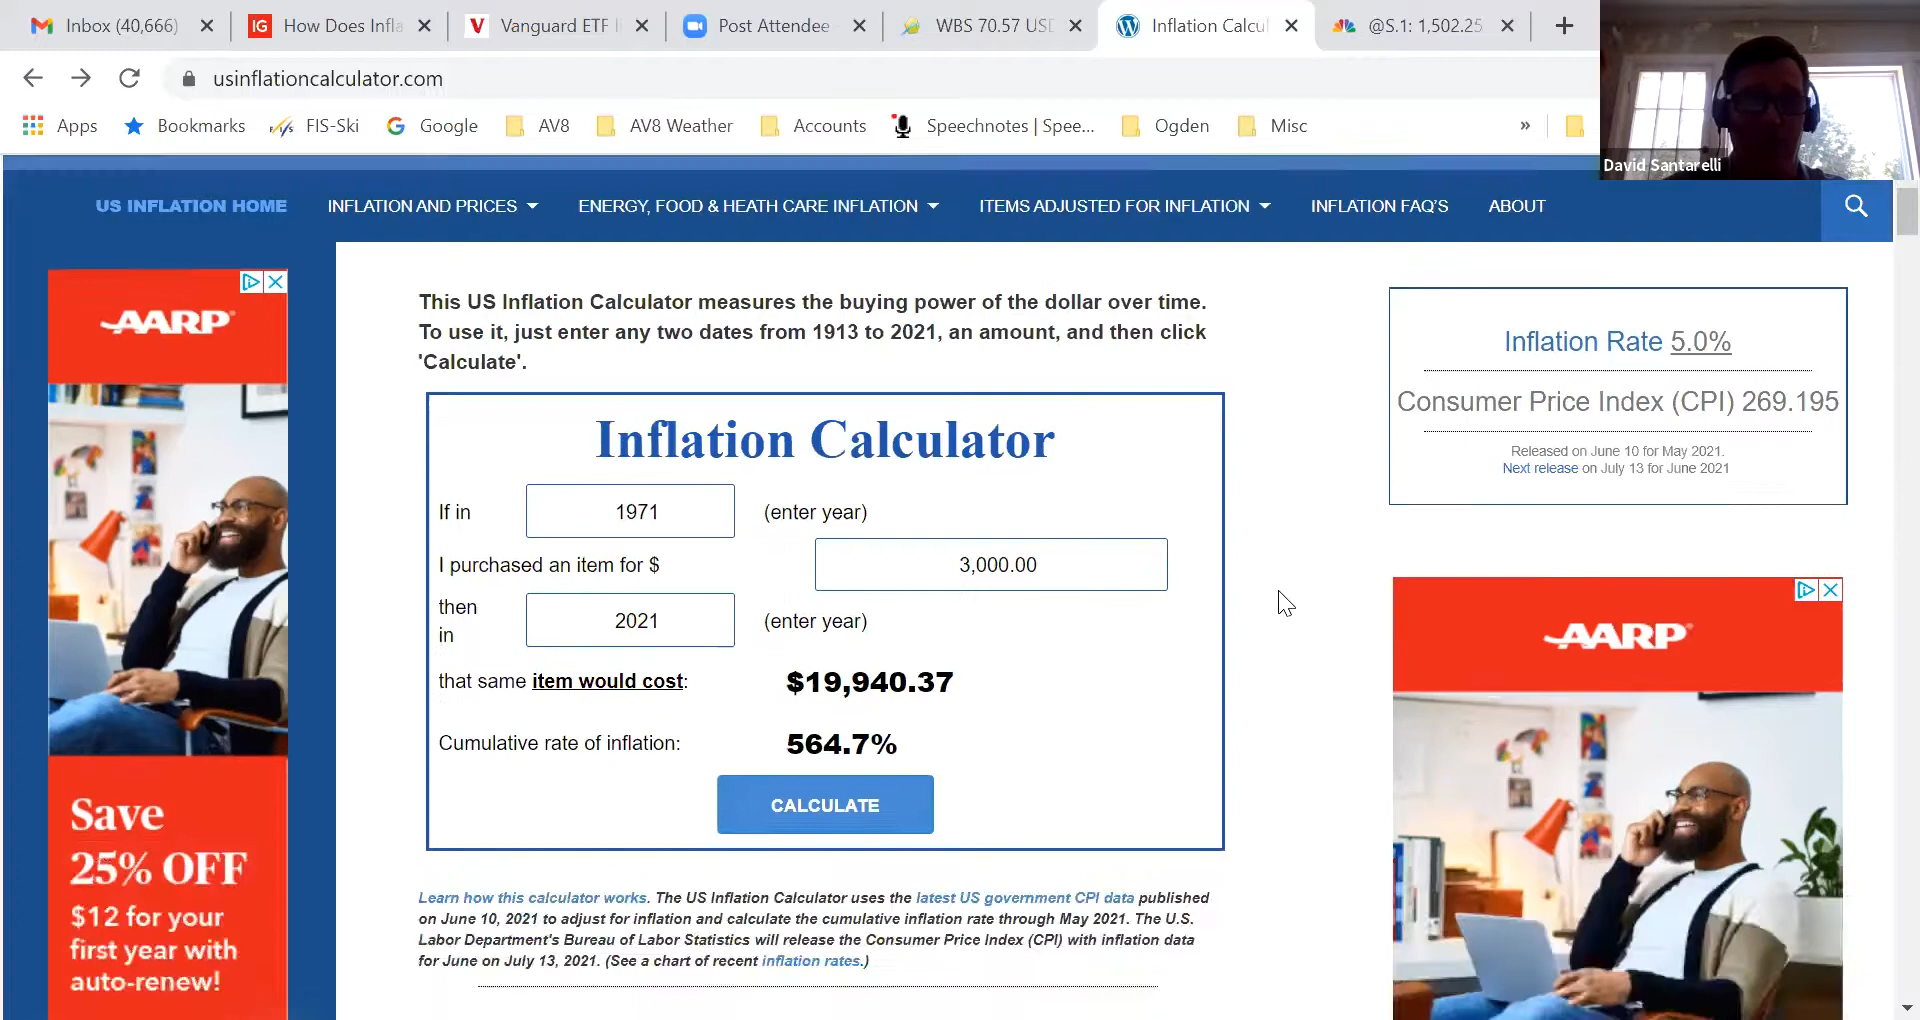 Inbox (40,666)
IG How Does Infla
V Vanguard ETF l
Post Attendee
WBS 70.57 USD
Inflation Calcu
@S.1: 1,502.25
usinflationcalculator.com
Apps
Bookmarks
FIS-Ski
Google
AV8
AV8 Weather
Accounts
Speechnotes | Spee...
Ogden
Misc
»
David Santarelli
US INFLATION HOME
INFLATION AND PRICES
ENERGY, FOOD & HEATH CARE INFLATION
ITEMS ADJUSTED FOR INFLATION
INFLATION FAQ'S
ABOUT
AARP®
Save
25% OFF
$12 for your
first year with
auto-renew!
This US Inflation Calculator measures the buying power of the dollar over time.
To use it, just enter any two dates from 1913 to 2021, an amount, and then click
'Calculate'.
Inflation Calculator
If in 1971 (enter year)
I purchased an item for $ 3,000.00
then
in 2021 (enter year)
that same item would cost: $19,940.37
Cumulative rate of inflation: 564.7%
CALCULATE
Learn how this calculator works. The US Inflation Calculator uses the latest US government CPI data published
on June 10, 2021 to adjust for inflation and calculate the cumulative inflation rate through May 2021. The U.S.
Labor Department's Bureau of Labor Statistics will release the Consumer Price Index (CPI) with inflation data
for June on July 13, 2021. (See a chart of recent inflation rates.)
Inflation Rate 5.0%
Consumer Price Index (CPI) 269.195
Released on June 10 for May 2021.
Next release on July 13 for June 2021
AARP®